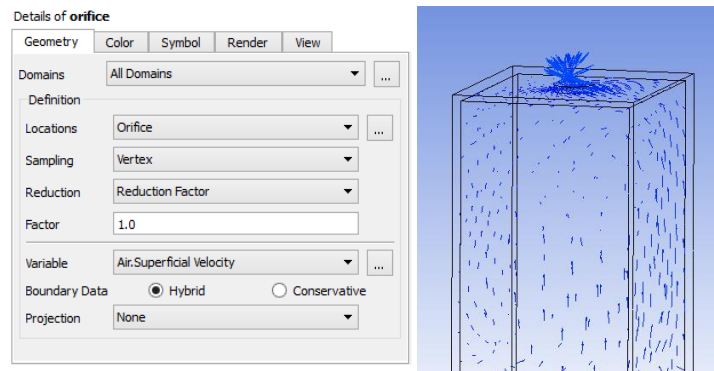 Details of orifice
Geometry Color Symbol Render View
Domains All Domains ...
Definition
Locations Orifice ...
Sampling Vertex
Reduction Reduction Factor
Factor 1.0
Variable Air.Superficial Velocity ...
Boundary Data Hybrid Conservative
Projection None